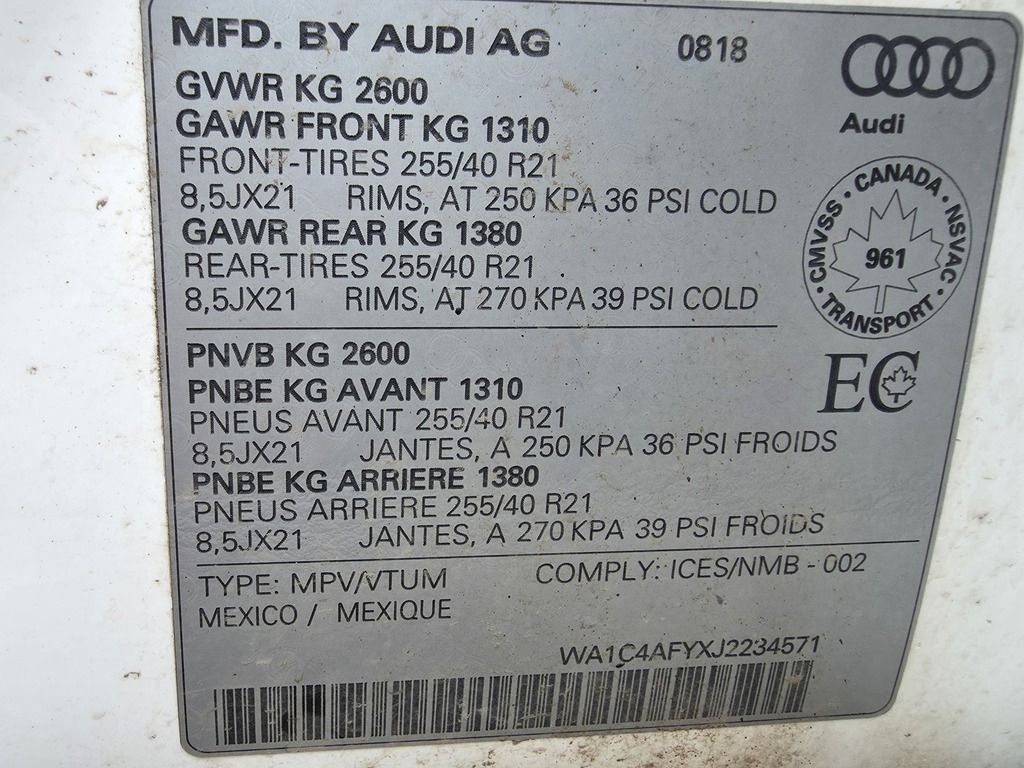 MFD. BY AUDI AG 0818
Audi
GVWR KG 2600
GAWR FRONT KG 1310
FRONT-TIRES 255/40 R21
8,5JX21 RIMS, AT 250 KPA 36 PSI COLD
GAWR REAR KG 1380
REAR-TIRES 255/40 R21
8,5JX21 RIMS, AT 270 KPA 39 PSI COLD
· CANADA · NSVAC · TRANSPORT · CMVSS
961
PNVB KG 2600
PNBE KG AVANT 1310
PNEUS AVANT 255/40 R21
8,5JX21 JANTES, A 250 KPA 36 PSI FROIDS
EC
PNBE KG ARRIERE 1380
PNEUS ARRIERE 255/40 R21
8,5JX21 JANTES, A 270 KPA 39 PSI FROIDS
TYPE: MPV/VTUM COMPLY: ICES/NMB - 002
MEXICO / MEXIQUE
WA1C4AFYXJ2234571